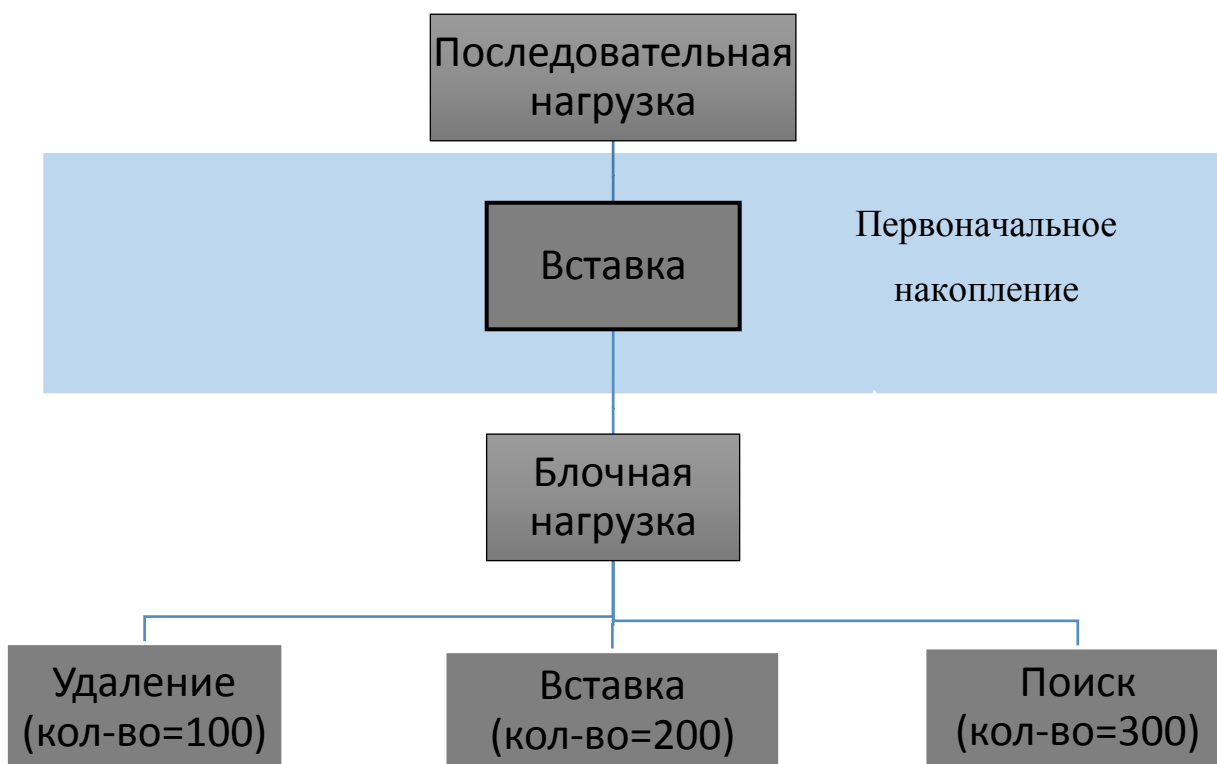 Последовательная
нагрузка
Вставка
Первоначальное
накопление
Блочная
нагрузка
Удаление
(кол-во=100)
Вставка
(кол-во=200)
Поиск
(кол-во=300)